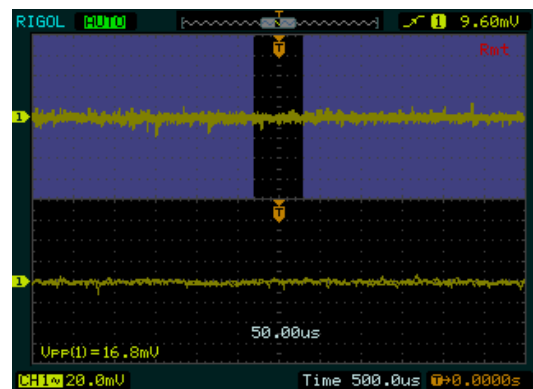 RIGOL AUTO T 1 9.60mV
T Rmt
1
T
1
50.00us
Vpp(1)=16.8mV
CH1~ 20.0mV Time 500.0us T→0.0000s